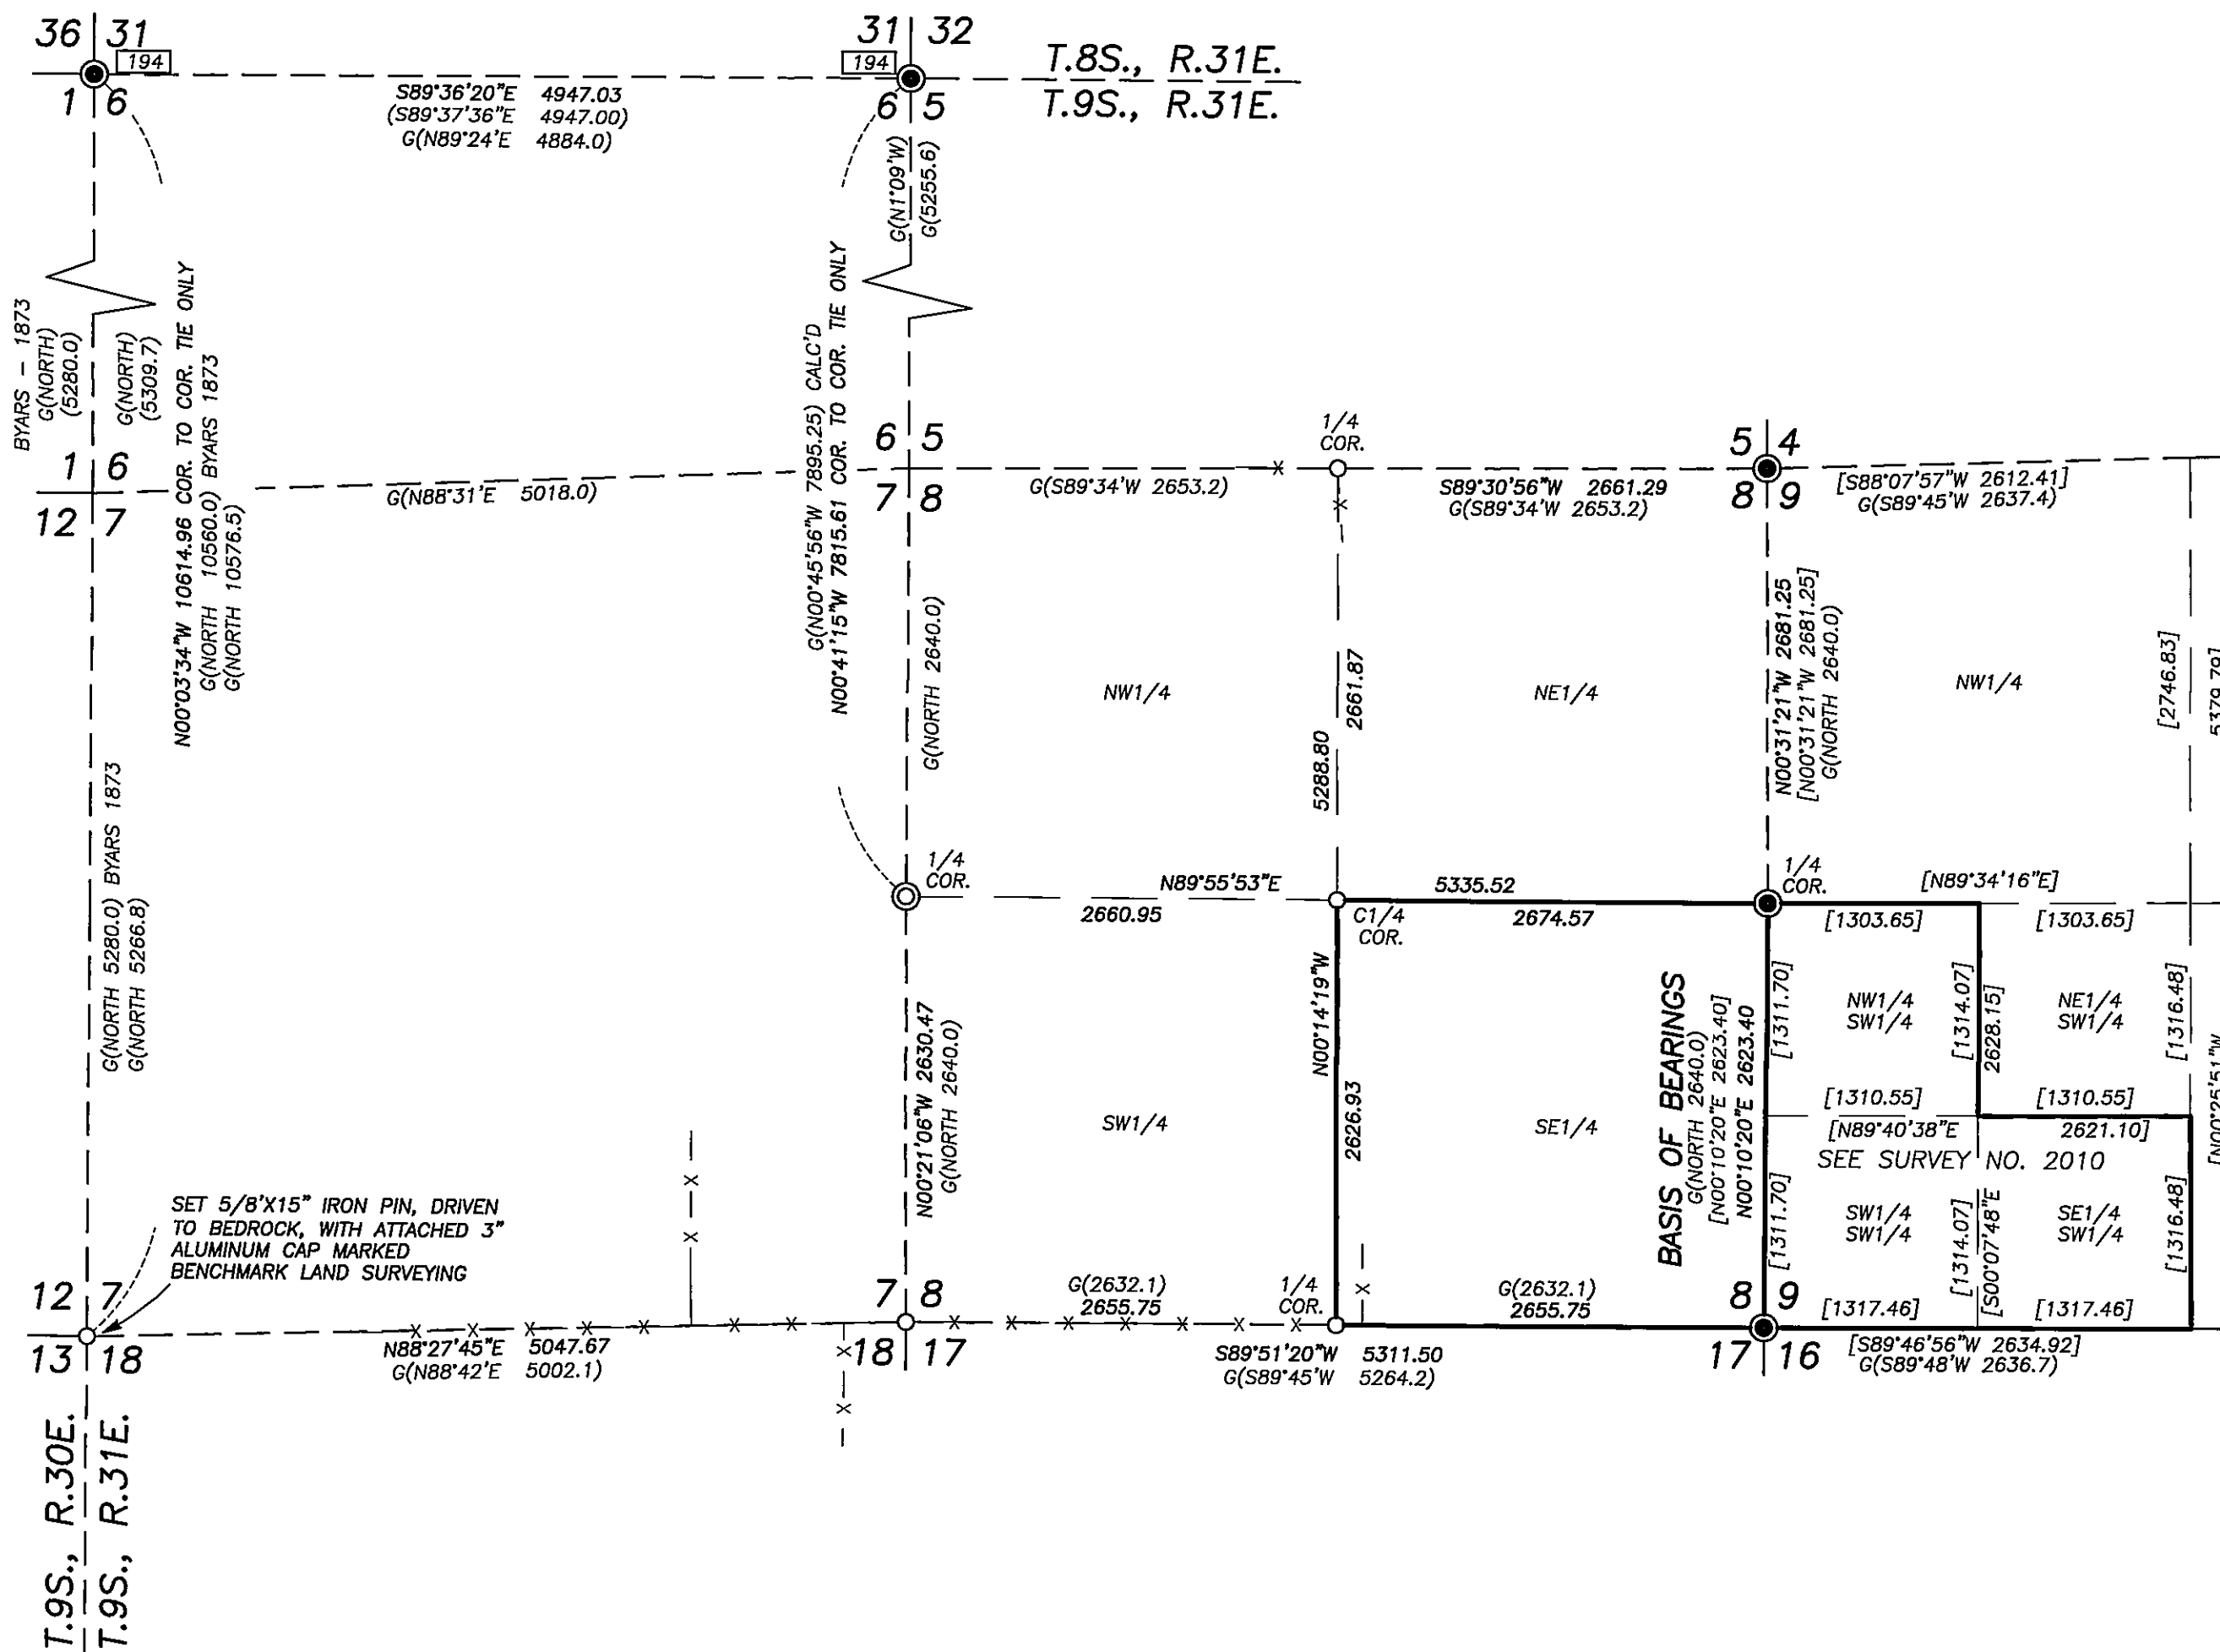 36 31
194
1 6
31 32
194
6 5
T.8S., R.31E.
T.9S., R.31E.
S89°36'20"E 4947.03
(S89°37'36"E 4947.00)
G(N89°24'E 4884.0)
G(N1°09'W)
G(5255.6)
BYARS - 1873
G(NORTH)
(5280.0)
G(NORTH)
(5309.7)
N00°03'34"W 10614.96 COR. TO COR. TIE ONLY
G(NORTH 10560.0) BYARS 1873
G(NORTH 10576.5)
G(N00°45'56"W 7895.25) CALC'D
N00°41'15"W 7815.61 COR. TO COR. TIE ONLY
1 6
12 7
G(N88°31'E 5018.0)
6 5
7 8
G(S89°34'W 2653.2)
1/4
COR.
S89°30'56"W 2661.29
G(S89°34'W 2653.2)
5 4
8 9
[S88°07'57"W 2612.41]
G(S89°45'W 2637.4)
G(NORTH 2640.0)
NW1/4
5288.80
2661.87
NE1/4
N00°31'21"W 2681.25
[N00°31'21"W 2681.25]
G(NORTH 2640.0)
NW1/4
[2746.83]
5379.79]
G(NORTH 5280.0) BYARS 1873
G(NORTH 5266.8)
1/4
COR.
N89°55'53"E 5335.52
2660.95
C1/4
COR.
2674.57
1/4
COR.
[N89°34'16"E]
[1303.65]
[1303.65]
N00°21'06"W 2630.47
G(NORTH 2640.0)
SW1/4
N00°14'19"W
2626.93
SE1/4
BASIS OF BEARINGS
G(NORTH 2640.0)
[N00°10'20"E 2623.40]
N00°10'20"E 2623.40
[1311.70]
NW1/4
SW1/4
[1314.07]
2628.15]
NE1/4
SW1/4
[1316.48]
[N00°25'51"W
[1310.55]
[1310.55]
[N89°40'38"E 2621.10]
SEE SURVEY NO. 2010
[1311.70]
SW1/4
SW1/4
[1314.07]
[S00°07'48"E
SE1/4
SW1/4
[1316.48]
SET 5/8'X15" IRON PIN, DRIVEN
TO BEDROCK, WITH ATTACHED 3"
ALUMINUM CAP MARKED
BENCHMARK LAND SURVEYING
12 7
13 18
N88°27'45"E 5047.67
G(N88°42'E 5002.1)
7 8
18 17
G(2632.1)
2655.75
1/4
COR.
G(2632.1)
2655.75
S89°51'20"W 5311.50
G(S89°45'W 5264.2)
8 9
17 16
[1317.46]
[1317.46]
[S89°46'56"W 2634.92]
G(S89°48'W 2636.7)
T.9S., R.30E.
T.9S., R.31E.